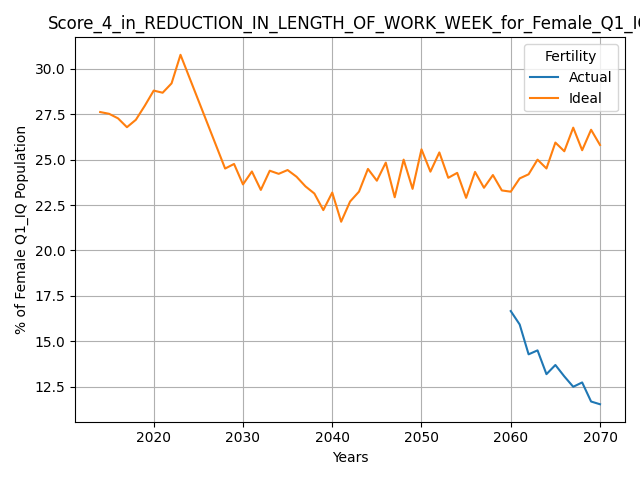 Score_4_in_REDUCTION_IN_LENGTH_OF_WORK_WEEK_for_Female_Q1_IQ
Fertility
Actual
Ideal
% of Female Q1_IQ Population
30.0
27.5
25.0
22.5
20.0
17.5
15.0
12.5
2020 2030 2040 2050 2060 2070
Years